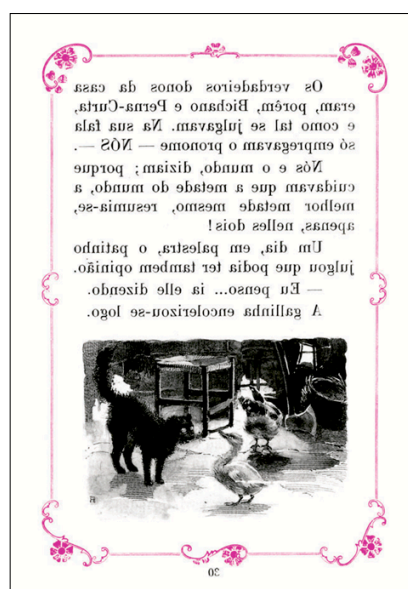 Os verdadeiros donos da casa
eram, porêm, Bichano e Perna-Curta,
e como tal se julgavam. Na sua fala
só empregavam o pronome — NÓS —.
Nós e o mundo, diziam; porque
cuidavam que a metade do mundo, a
melhor metade mesmo, resumia-se,
apenas, nelles dois!
Um dia, em palestra, o patinho
julgou que podia ter tambem opinião.
— Eu penso... ia elle dizendo.
A gallinha encolerizou-se logo.
30